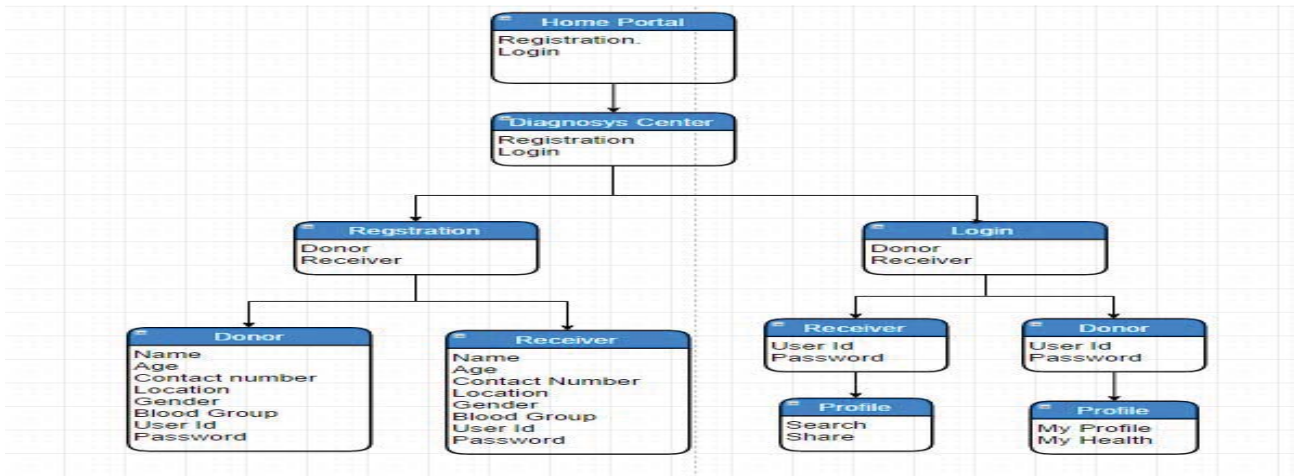 Home Portal
Registration.
Login
Diagnosys Center
Registration
Login
Regstration
Donor
Receiver
Login
Donor
Receiver
Donor
Name
Age
Contact number
Location
Gender
Blood Group
User Id
Password
Receiver
Name
Age
Contact Number
Location
Gender
Blood Group
User Id
Password
Receiver
User Id
Password
Donor
User Id
Password
Profile
Search
Share
Profile
My Profile
My Health